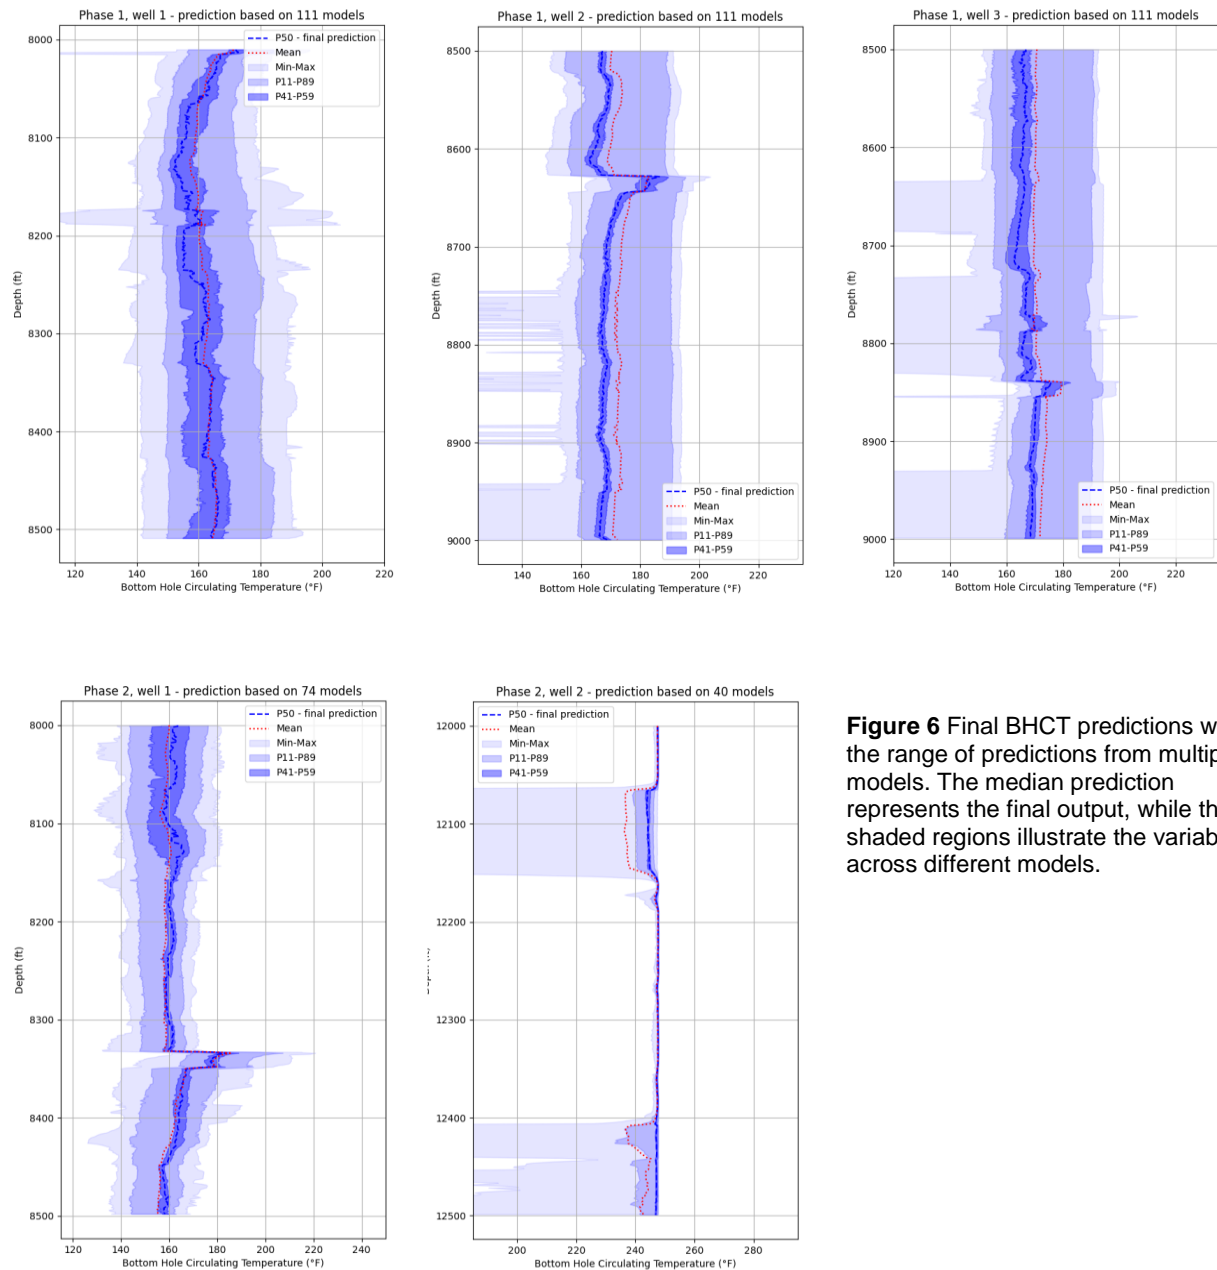 Phase 1, well 1 - prediction based on 111 models
P50 - final prediction
Mean
Min-Max
P11-P89
P41-P59
8000
8100
8200
8300
8400
8500
Depth (ft)
120
140
160
180
200
220
Bottom Hole Circulating Temperature (°F)
Phase 1, well 2 - prediction based on 111 models
8500
8600
8700
8800
8900
9000
Depth (ft)
P50 - final prediction
Mean
Min-Max
P11-P89
P41-P59
140
160
180
200
220
Bottom Hole Circulating Temperature (°F)
Phase 1, well 3 - prediction based on 111 models
8500
8600
8700
8800
8900
9000
Depth (ft)
P50 - final prediction
Mean
Min-Max
P11-P89
P41-P59
120
140
160
180
200
220
Bottom Hole Circulating Temperature (°F)
Phase 2, well 1 - prediction based on 74 models
P50 - final prediction
Mean
Min-Max
P11-P89
P41-P59
8000
8100
8200
8300
8400
8500
Depth (ft)
120
140
160
180
200
220
240
Bottom Hole Circulating Temperature (°F)
Phase 2, well 2 - prediction based on 40 models
P50 - final prediction
Mean
Min-Max
P11-P89
P41-P59
12000
12100
12200
12300
12400
12500
200
220
240
260
280
Bottom Hole Circulating Temperature (°F)
Figure 6 Final BHCT predictions w
the range of predictions from multip
models. The median prediction
represents the final output, while th
shaded regions illustrate the variab
across different models.